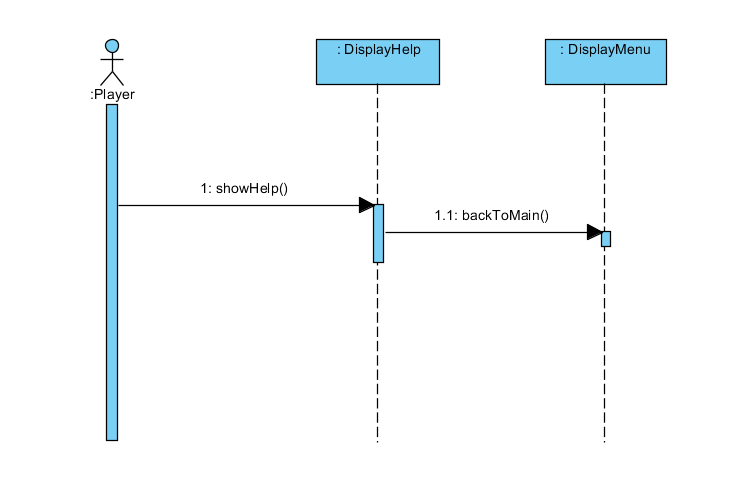 : DisplayHelp
: DisplayMenu
:Player
1: showHelp()
1.1: backToMain()